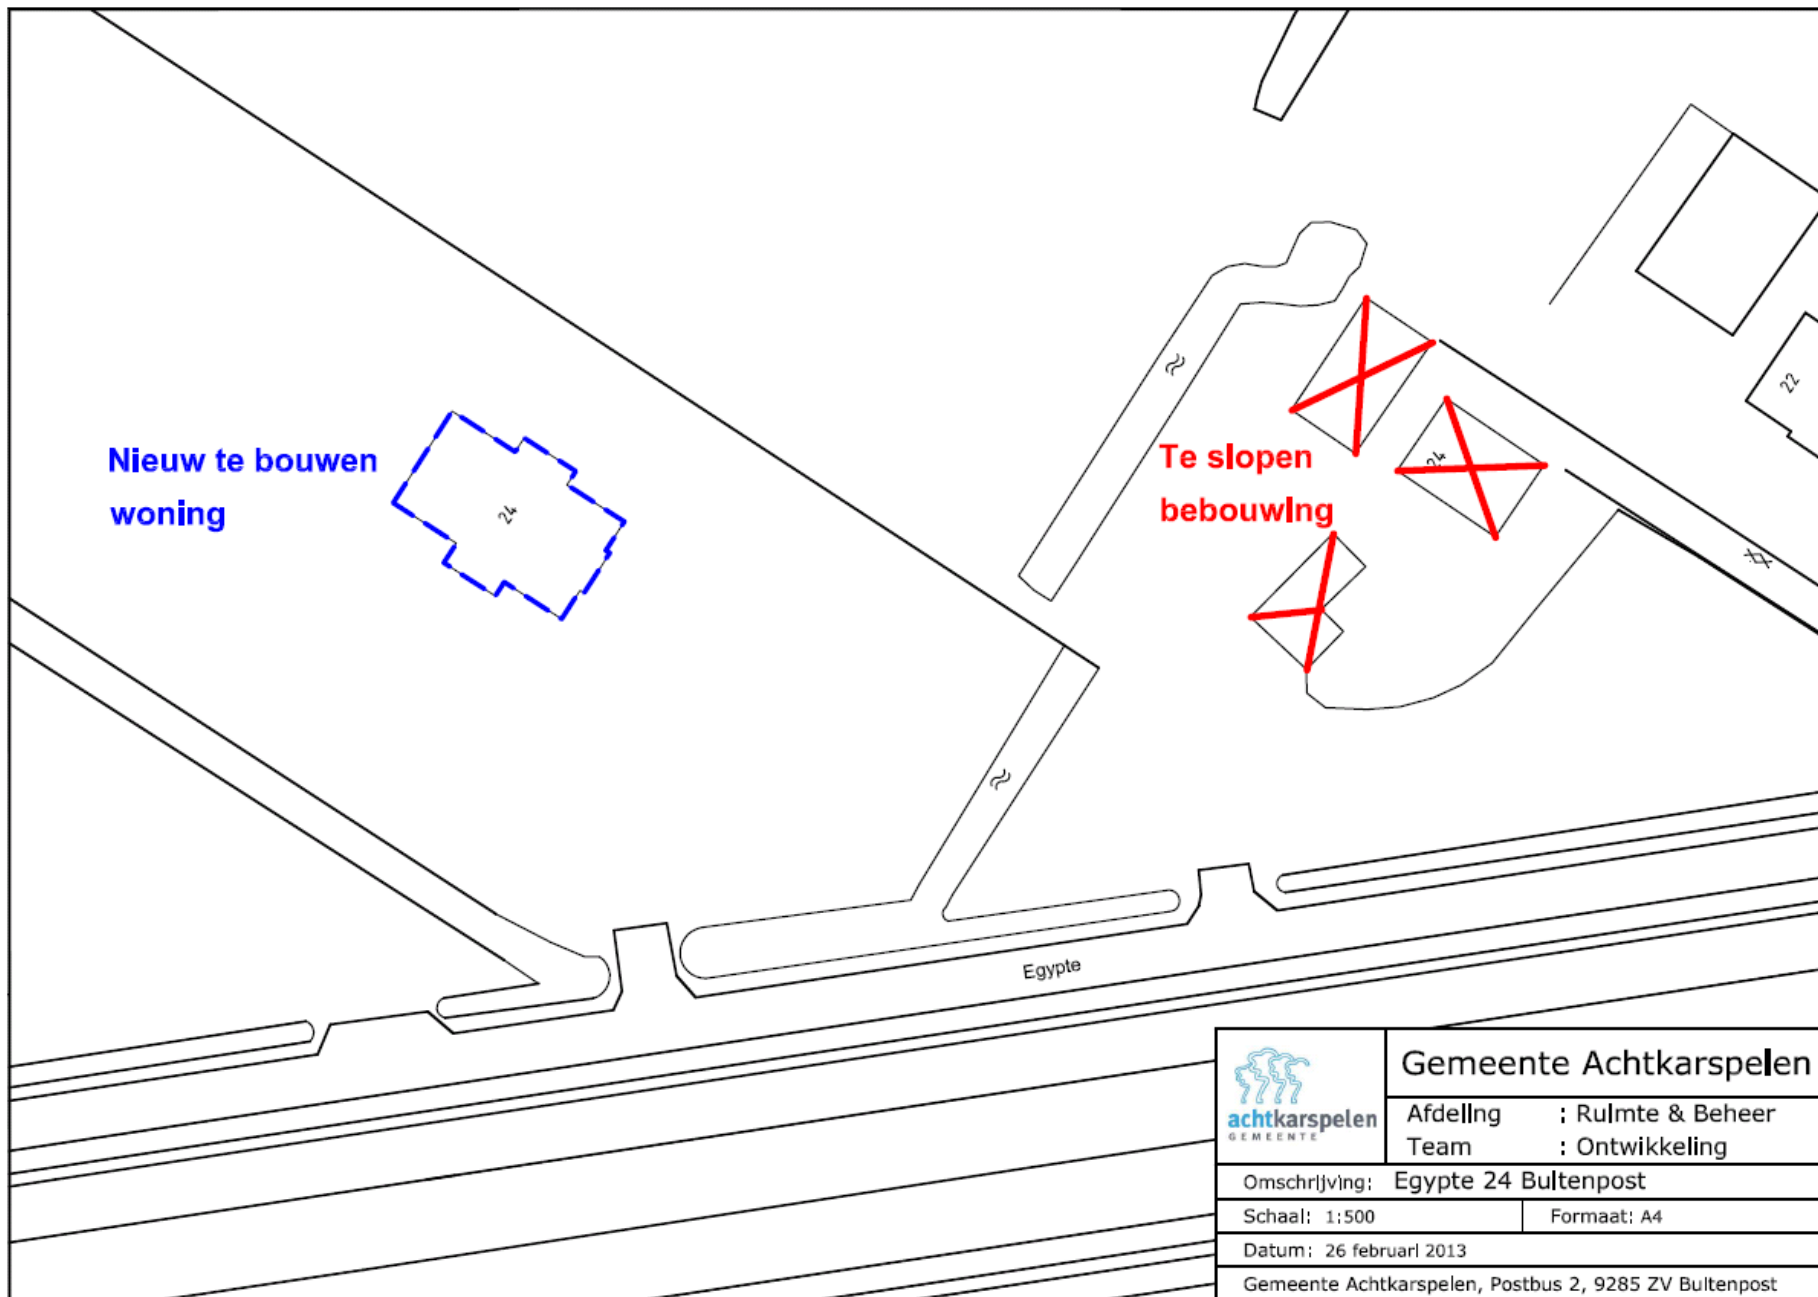 Nieuw te bouwen
woning
24
Te slopen
bebouwing
24
22
Egypte
achtkarspelen
GEMEENTE
Gemeente Achtkarspelen
Afdeling : Ruimte & Beheer
Team : Ontwikkeling
Omschrijving: Egypte 24 Buitenpost
Schaal: 1:500 Formaat: A4
Datum: 26 februari 2013
Gemeente Achtkarspelen, Postbus 2, 9285 ZV Buitenpost